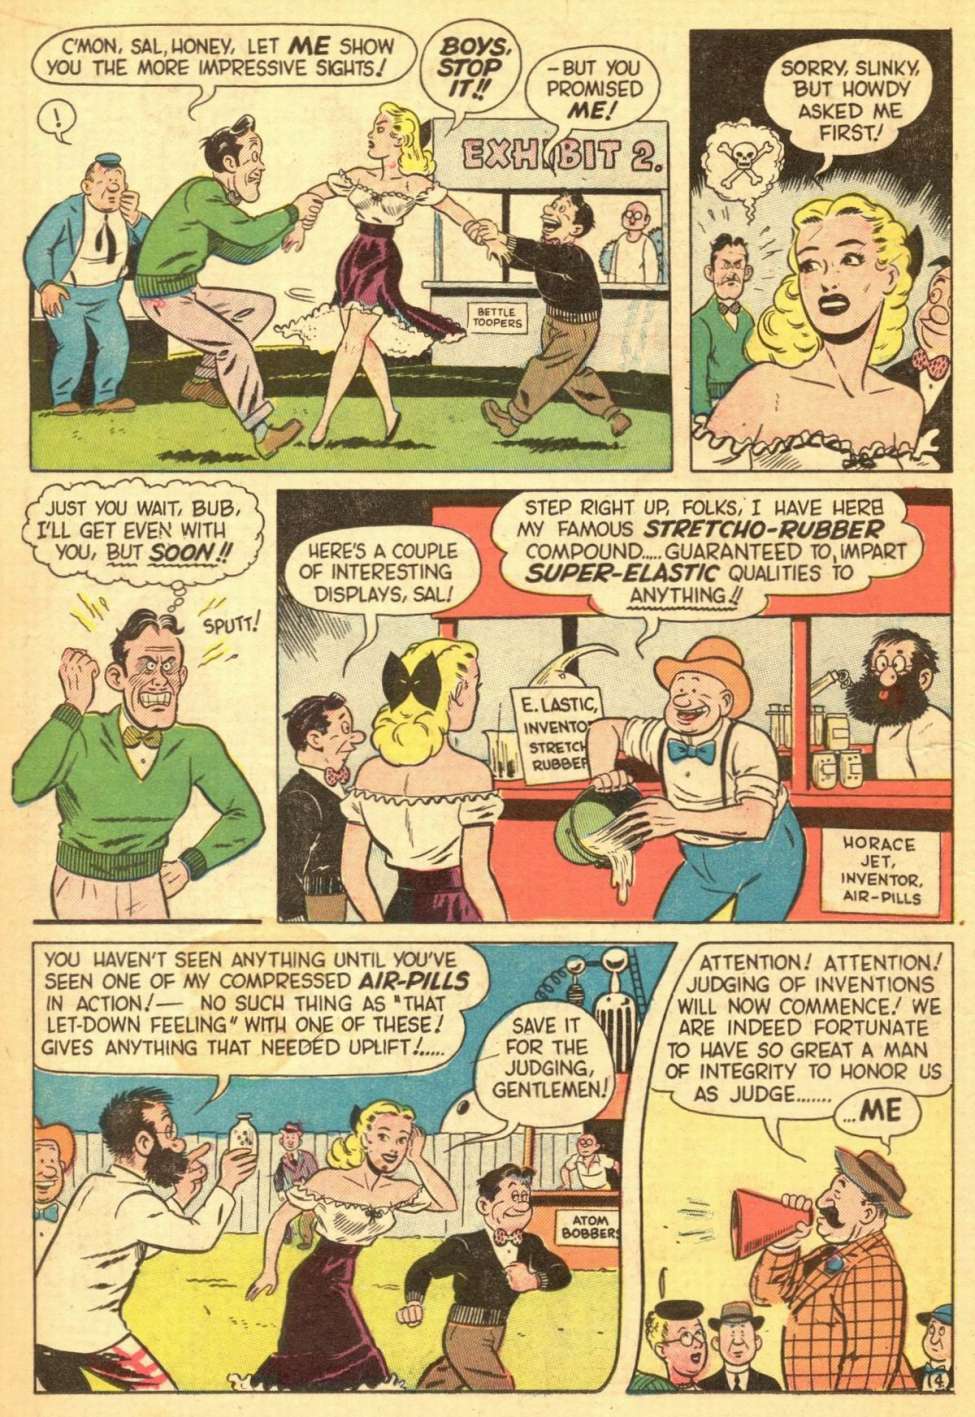 C'MON, SAL, HONEY, LET ME SHOW
YOU THE MORE IMPRESSIVE SIGHTS!
!
BOYS,
STOP
IT!!
-BUT YOU
PROMISED
ME!
EXHIBIT 2.
BETTLE
TOOPERS
SORRY, SLINKY,
BUT HOWDY
ASKED ME
FIRST!
JUST YOU WAIT, BUB,
I'LL GET EVEN WITH
YOU, BUT SOON!!
SPUTT!
HERE'S A COUPLE
OF INTERESTING
DISPLAYS, SAL!
STEP RIGHT UP, FOLKS, I HAVE HERE
MY FAMOUS STRETCHO-RUBBER
COMPOUND.....GUARANTEED TO IMPART
SUPER-ELASTIC QUALITIES TO
ANYTHING!!
E. LASTIC,
INVENTO
STRETCH
RUBBER
HORACE
JET,
INVENTOR,
AIR-PILLS
YOU HAVEN'T SEEN ANYTHING UNTIL YOU'VE
SEEN ONE OF MY COMPRESSED AIR-PILLS
IN ACTION!— NO SUCH THING AS "THAT
LET-DOWN FEELING" WITH ONE OF THESE!
GIVES ANYTHING THAT NEEDED UPLIFT!.....
SAVE IT
FOR THE
JUDGING,
GENTLEMEN!
ATOM
BOBBERS
ATTENTION! ATTENTION!
JUDGING OF INVENTIONS
WILL NOW COMMENCE! WE
ARE INDEED FORTUNATE
TO HAVE SO GREAT A MAN
OF INTEGRITY TO HONOR US
AS JUDGE.......
...ME
4